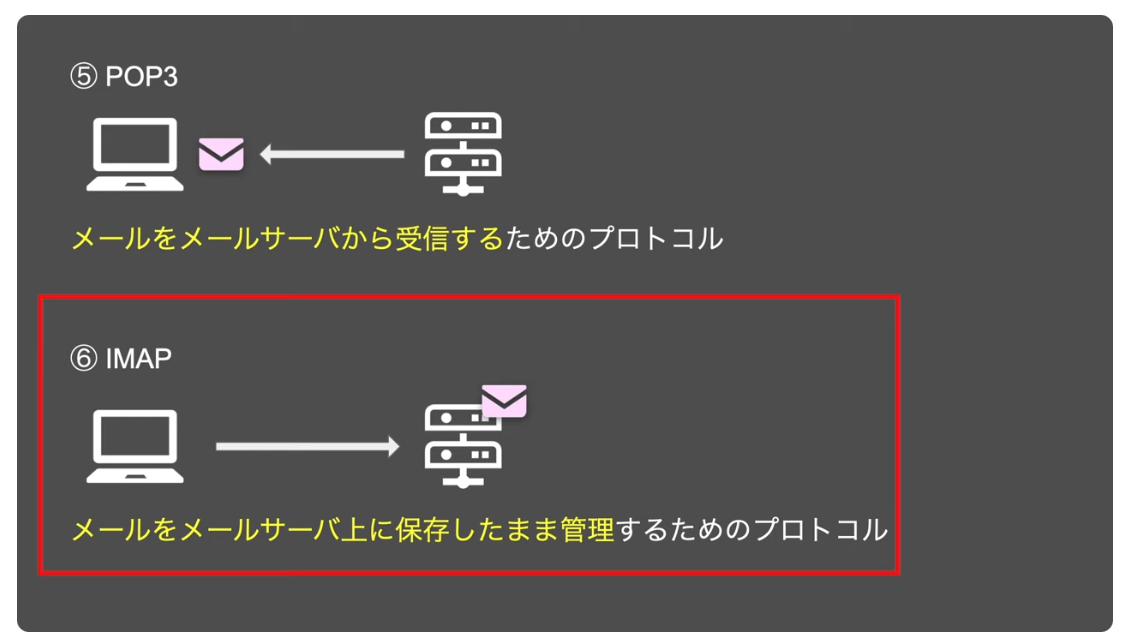 ⑤ POP3
メールをメールサーバから受信するためのプロトコル
⑥ IMAP
メールをメールサーバ上に保存したまま管理するためのプロトコル